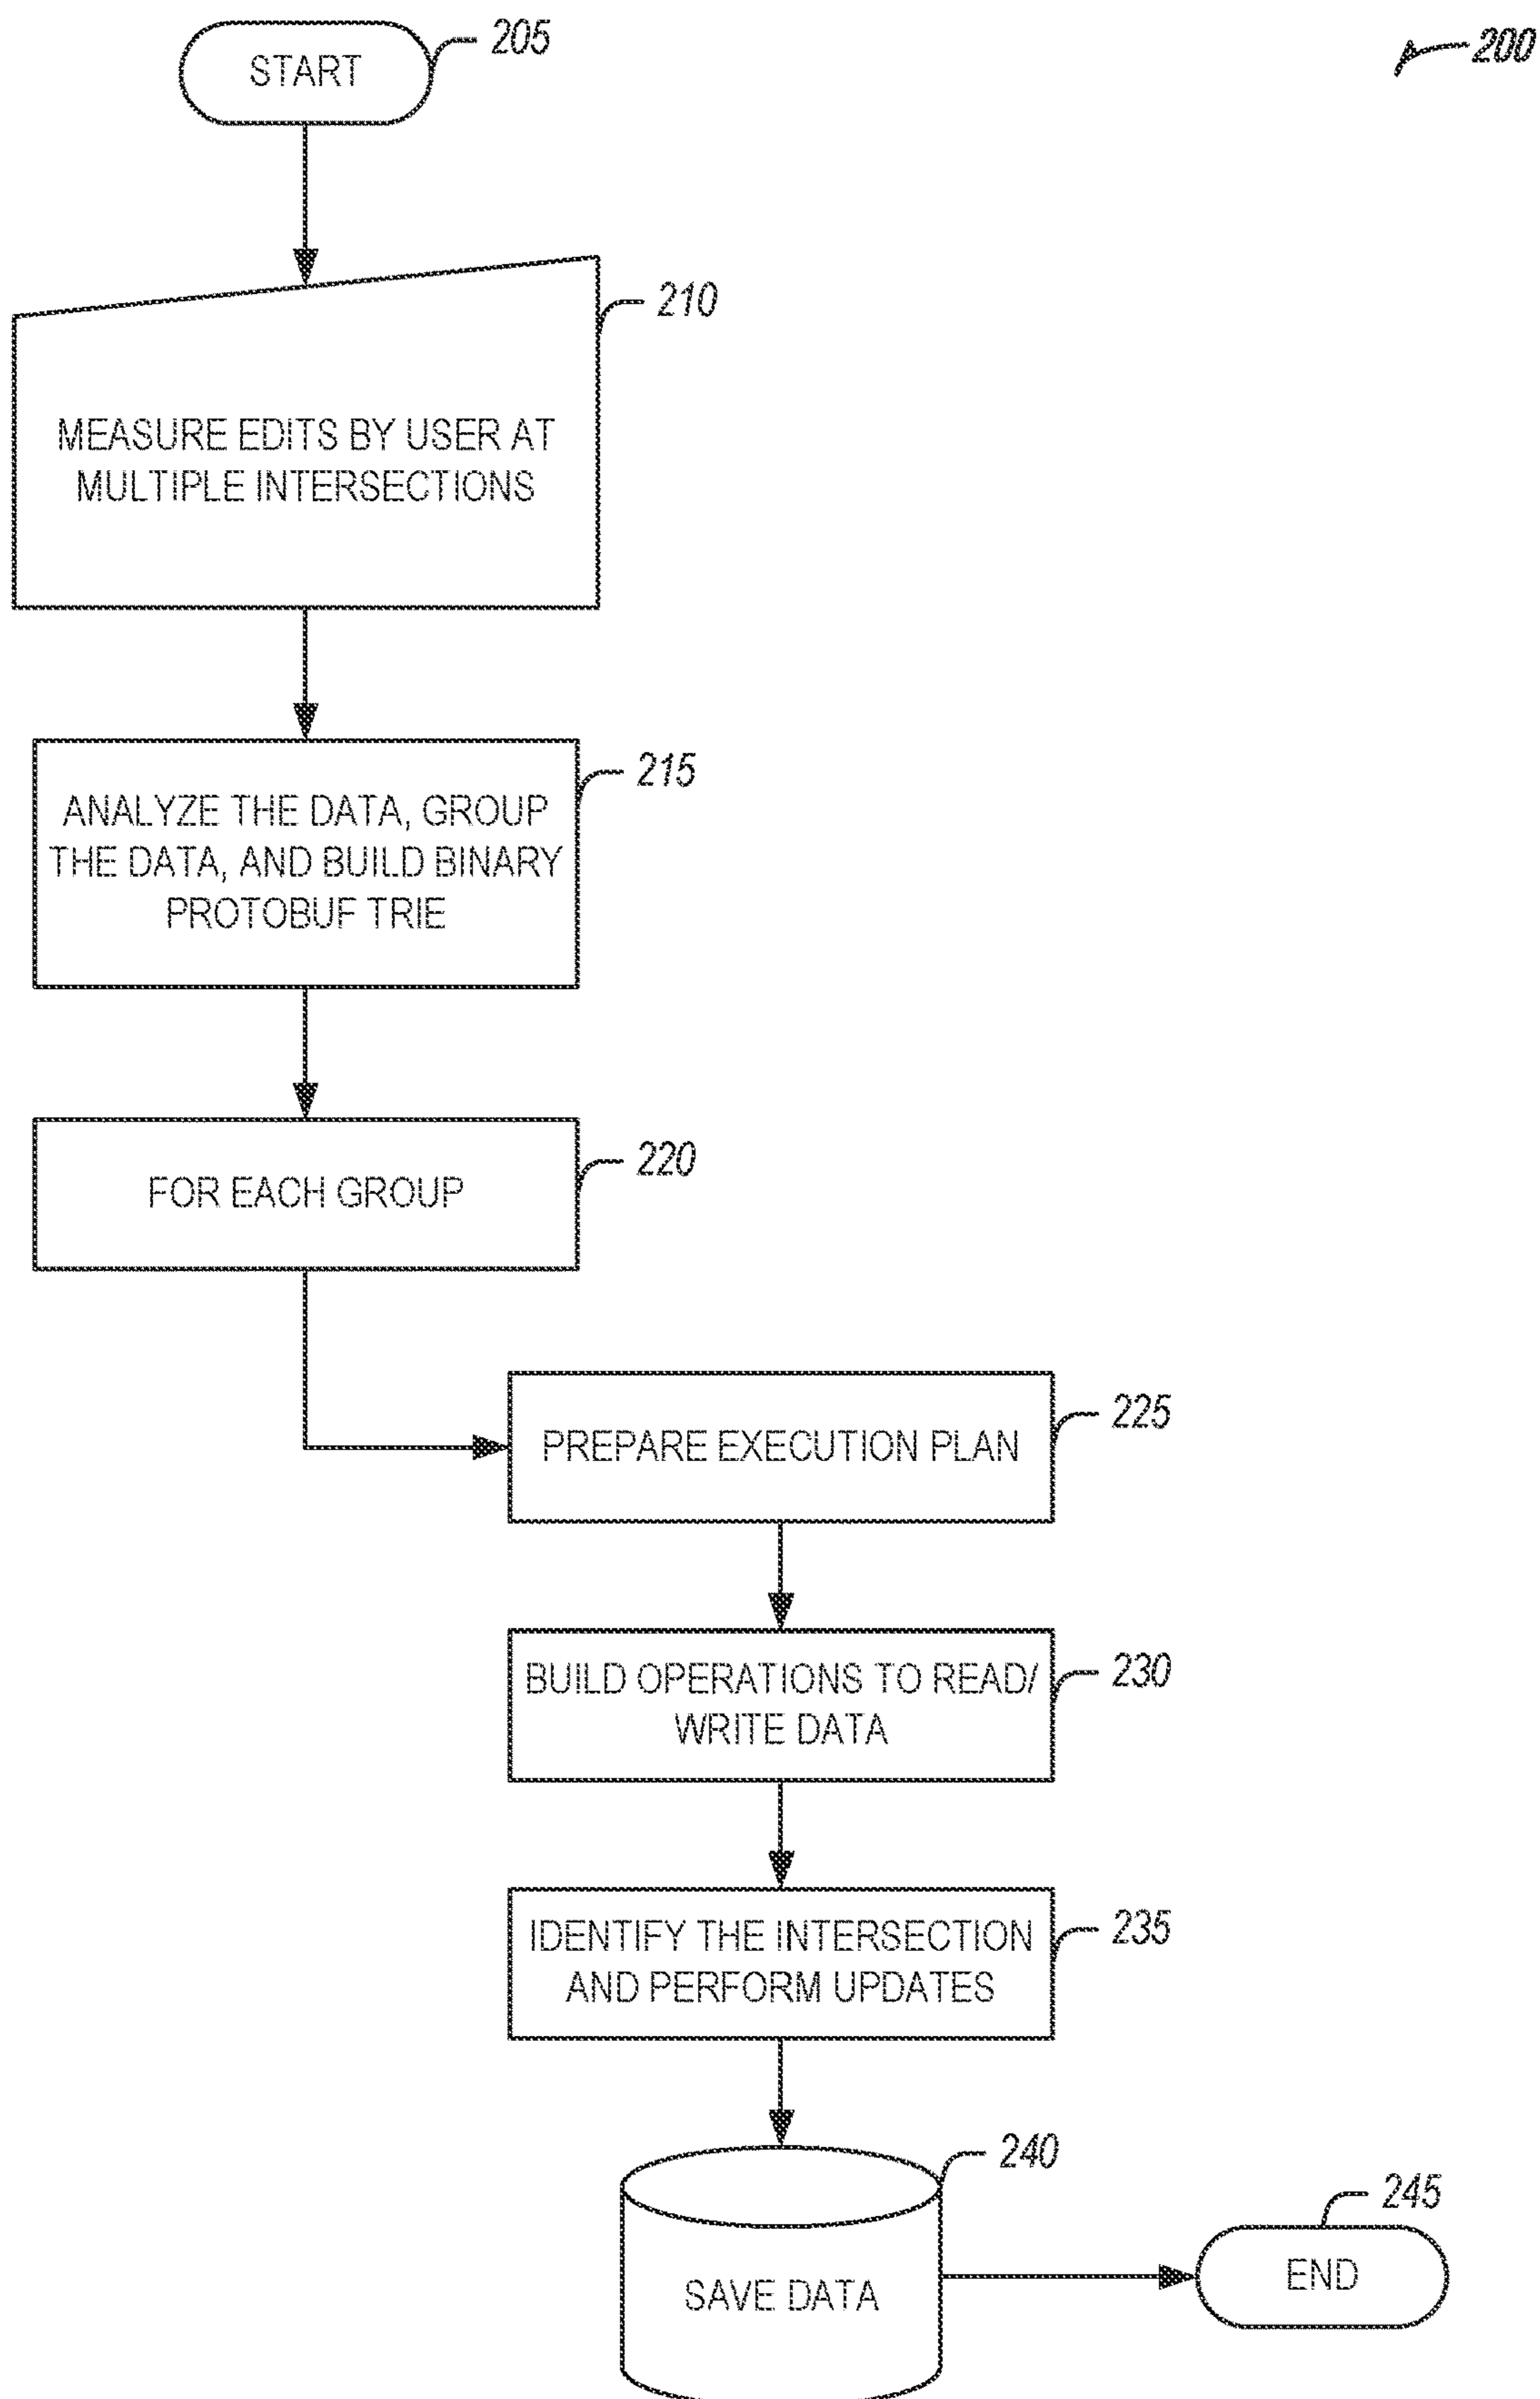 START
205
200
210
MEASURE EDITS BY USER AT
MULTIPLE INTERSECTIONS
215
ANALYZE THE DATA, GROUP
THE DATA, AND BUILD BINARY
PROTOBUF TRIE
220
FOR EACH GROUP
225
PREPARE EXECUTION PLAN
230
BUILD OPERATIONS TO READ/
WRITE DATA
235
IDENTIFY THE INTERSECTION
AND PERFORM UPDATES
240
SAVE DATA
245
END